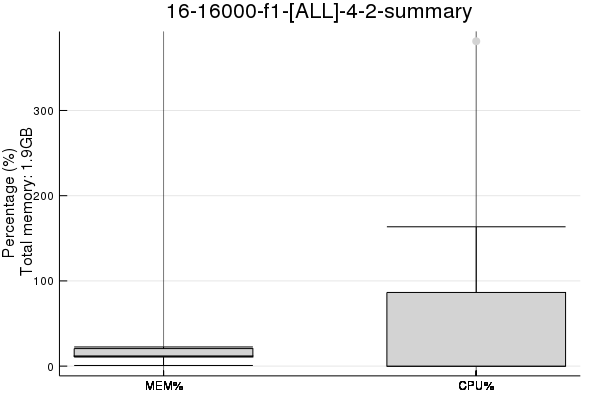 16-16000-f1-[ALL]-4-2-summary
Percentage (%)
Total memory: 1.9GB
300
200
100
0
MEM%
CPU%